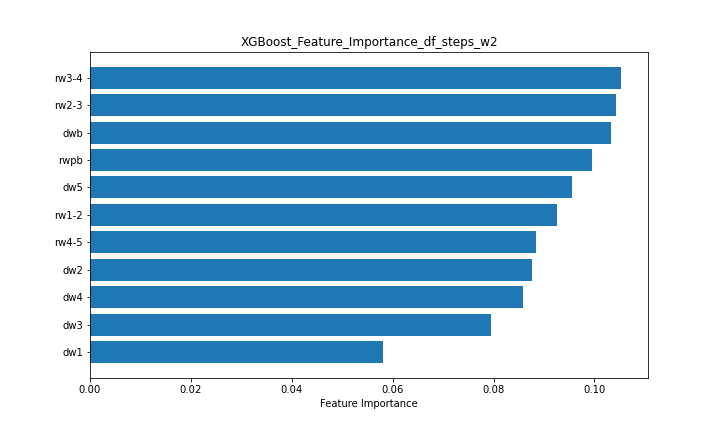 XGBoost_Feature_Importance_df_steps_w2
rw3-4
rw2-3
dwb
rwpb
dw5
rw1-2
rw4-5
dw2
dw4
dw3
dw1
0.00 0.02 0.04 0.06 0.08 0.10
Feature Importance